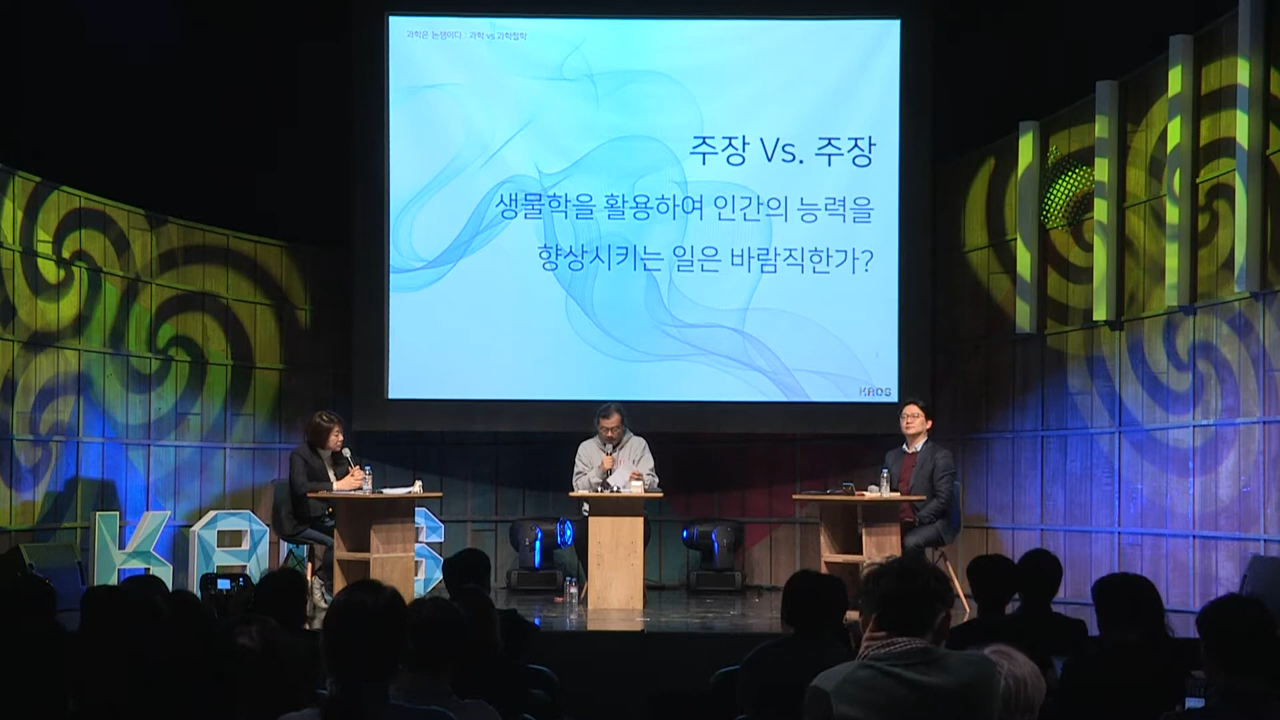 과학은 논쟁이다 : 과학 vs 과학철학
주장 Vs. 주장
생물학을 활용하여 인간의 능력을
향상시키는 일은 바람직한가?
KAOS
KAOS